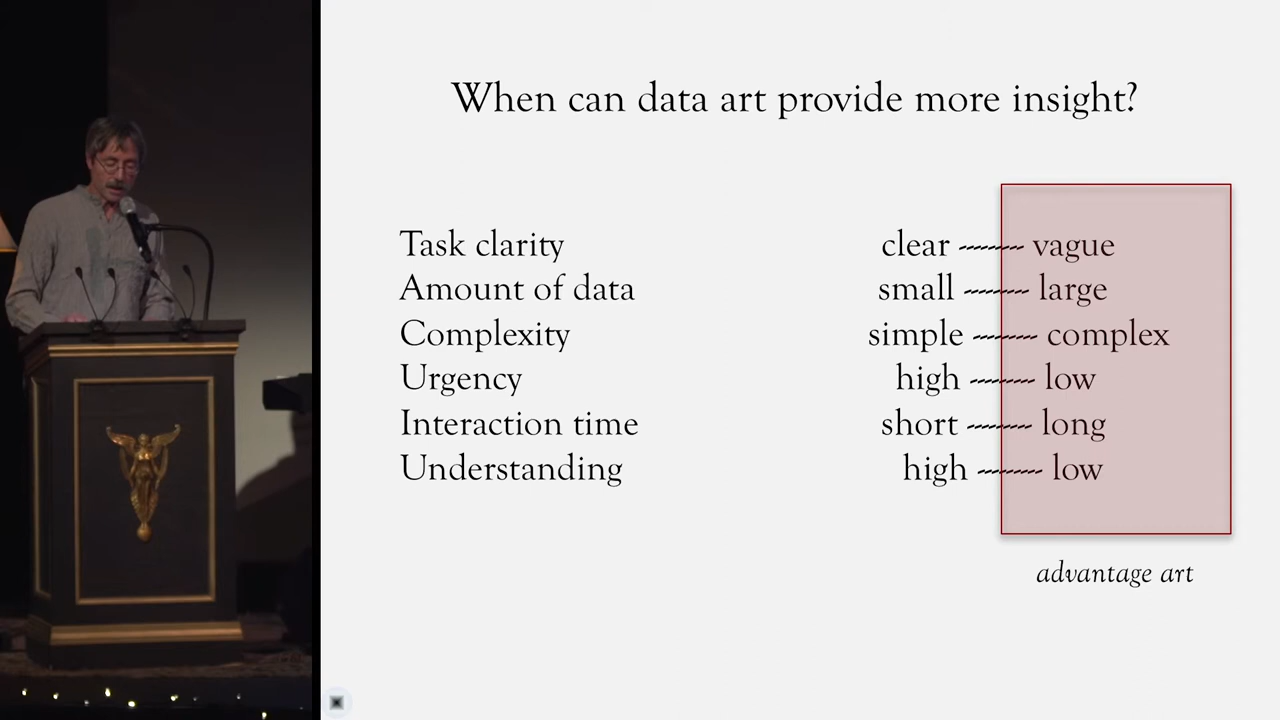 When can data art provide more insight?
Task clarity clear --------- vague
Amount of data small --------- large
Complexity simple --------- complex
Urgency high --------- low
Interaction time short --------- long
Understanding high --------- low
advantage art